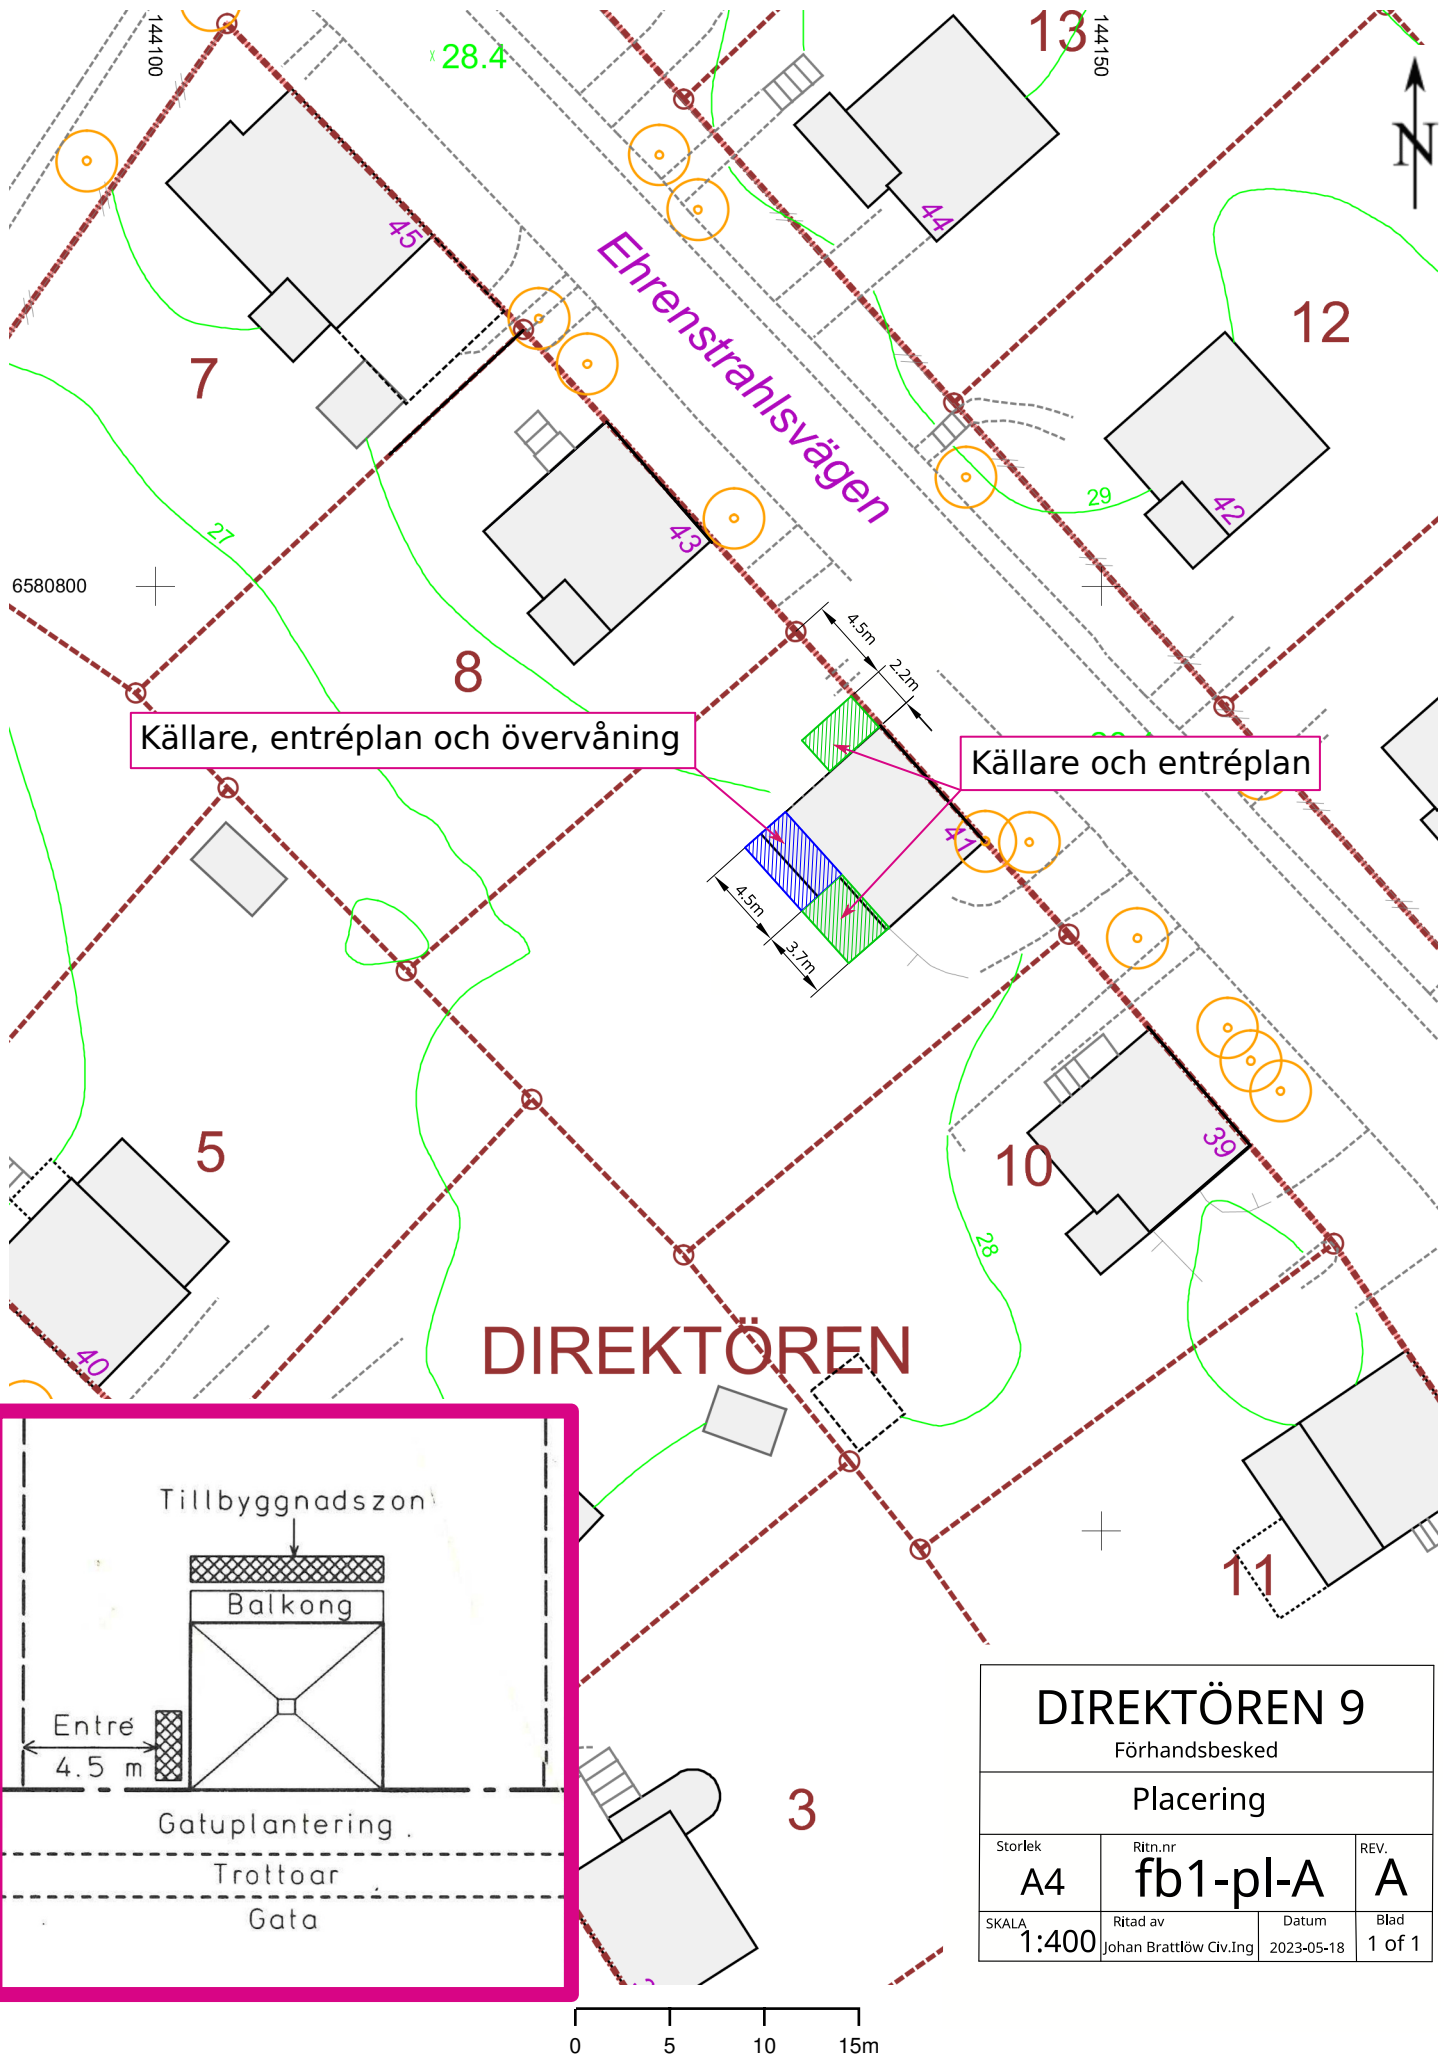 144100
28.4
13
144150
N
44
45
Ehrenstrahlsvägen
12
7
42
29
27
43
6580800
4.5m
2.2m
8
Källare, entréplan och övervåning
Källare och entréplan
41
4.5m
3.7m
5
10
39
28
DIREKTÖREN
40
11
Tillbyggnadszon
Balkong
Entré
4.5 m
Gatuplantering
Trottoar
Gata
3
DIREKTÖREN 9
Förhandsbesked
Placering
Storlek
A4
Ritn.nr
fb1-pl-A
REV.
A
SKALA
1:400
Ritad av
Johan Brattlöw Civ.Ing
Datum
2023-05-18
Blad
1 of 1
0 5 10 15m